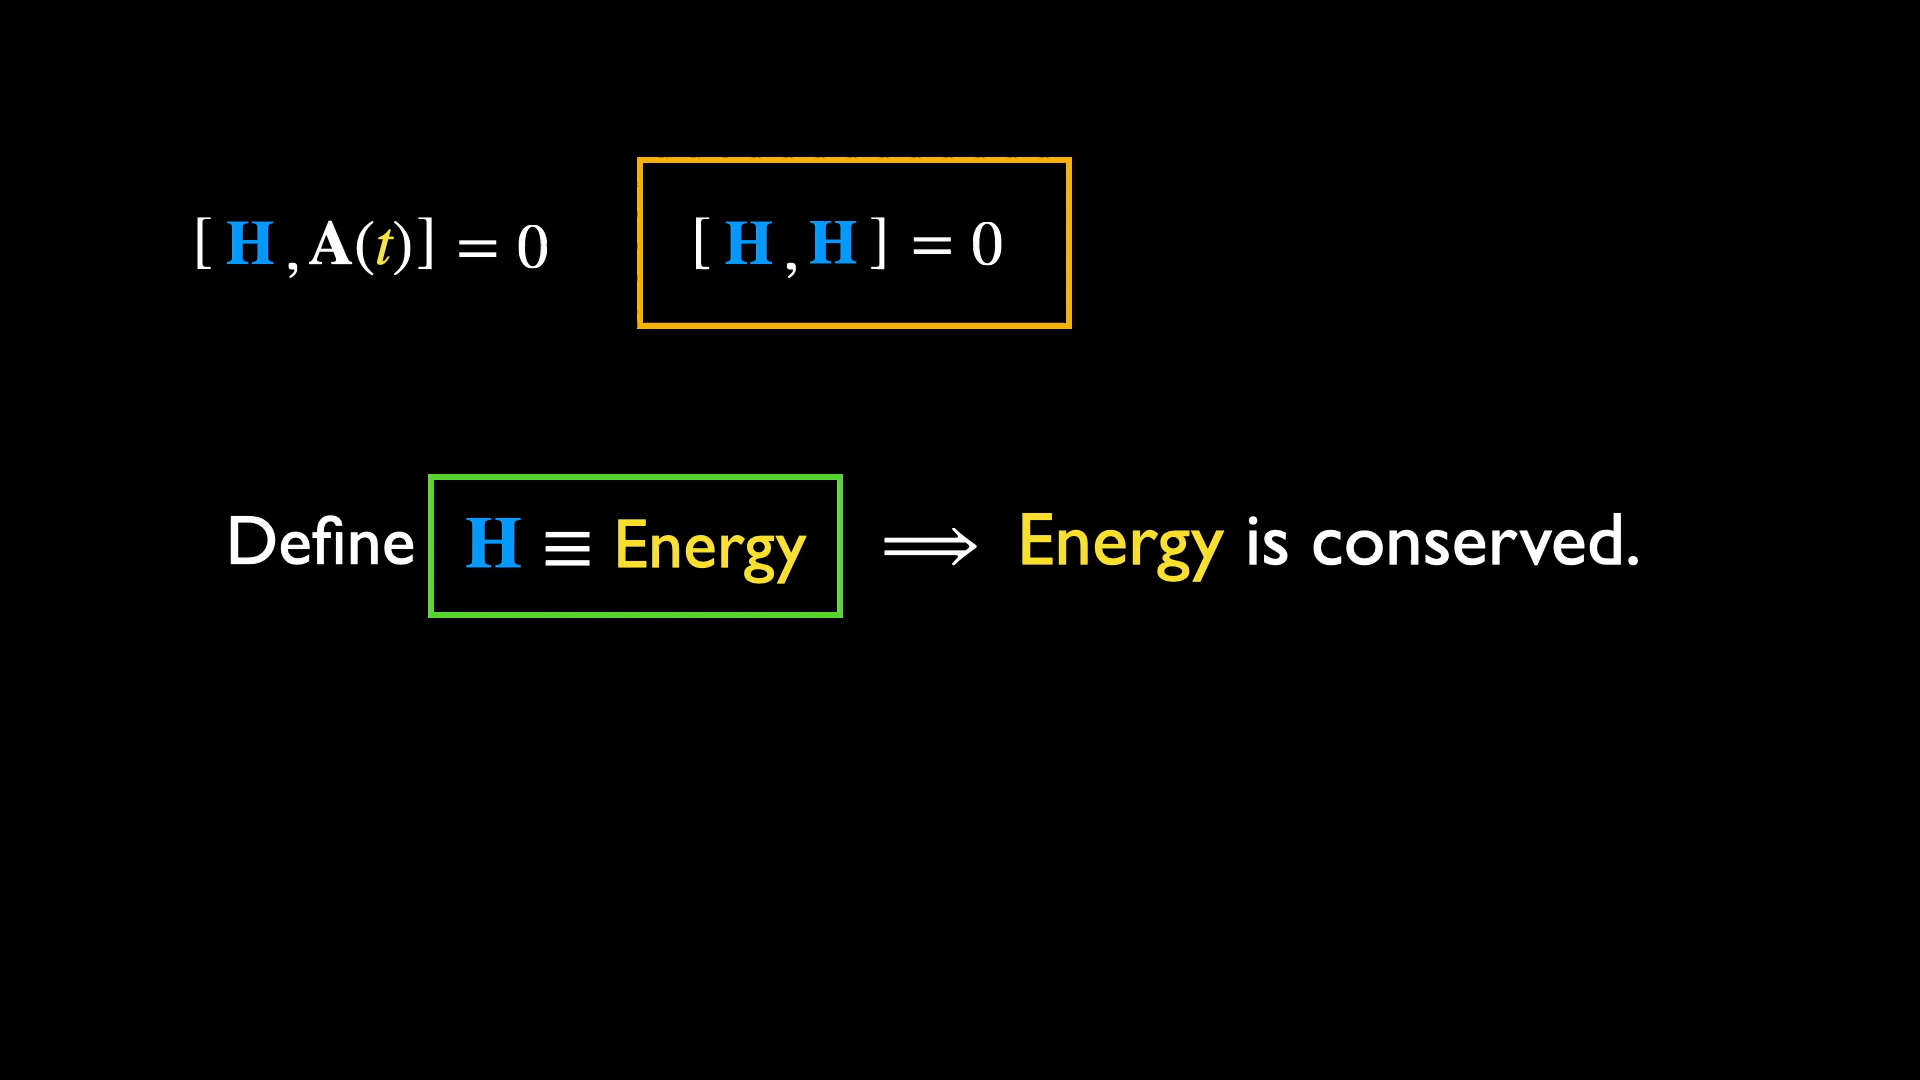 [ H , A(t) ] = 0 [ H , H ] = 0
Define H ≡ Energy ⟹ Energy is conserved.